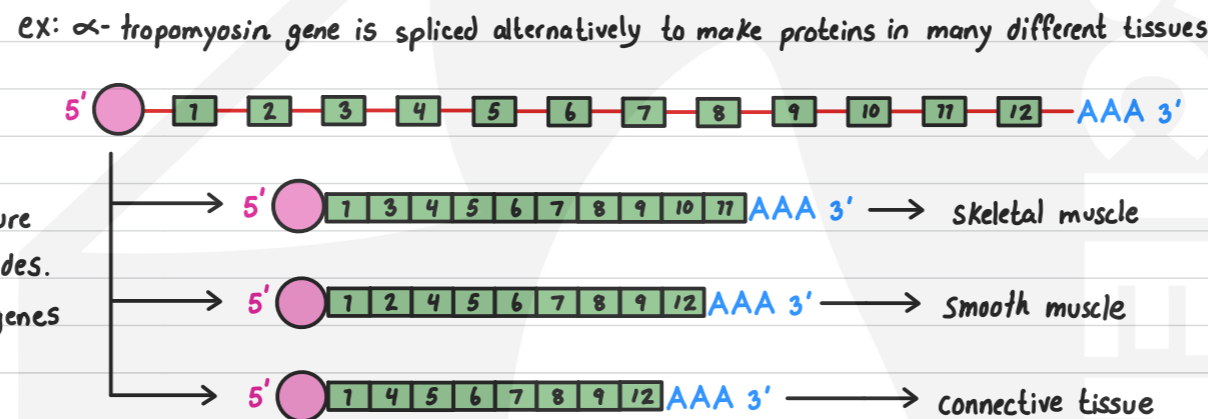 ex: α- tropomyosin gene is spliced alternatively to make proteins in many different tissues
5' 1 2 3 4 5 6 7 8 9 10 11 12 AAA 3'
5' 1 3 4 5 6 7 8 9 10 11 AAA 3' → skeletal muscle
ure
des.
5' 1 2 4 5 6 7 8 9 12 AAA 3' → smooth muscle
genes
5' 1 4 5 6 7 8 9 12 AAA 3' → connective tissue